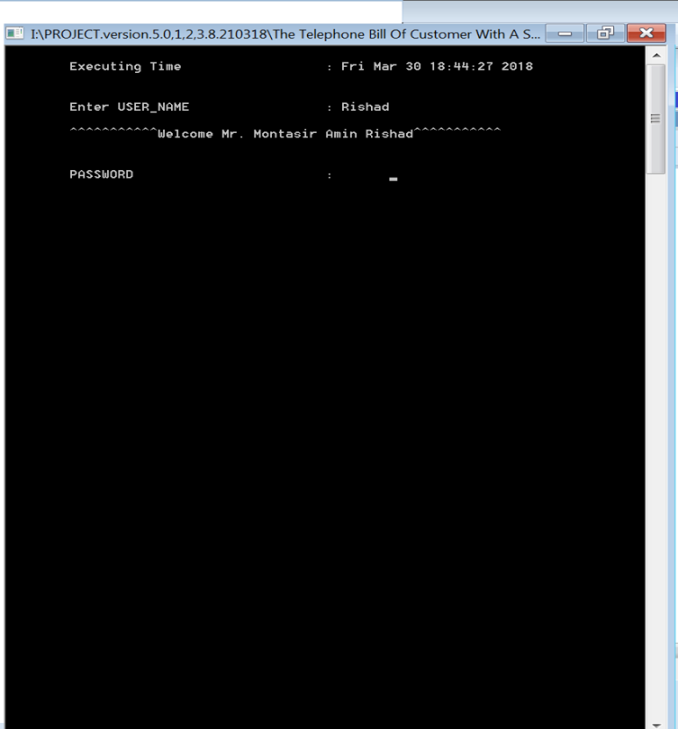 I:\PROJECT.version.5.0,1,2,3.8.210318\The Telephone Bill Of Customer With A S...
Executing Time : Fri Mar 30 18:44:27 2018
Enter USER_NAME : Rishad
^^^^^^^^^^^Welcome Mr. Montasir Amin Rishad^^^^^^^^^^^
PASSWORD :